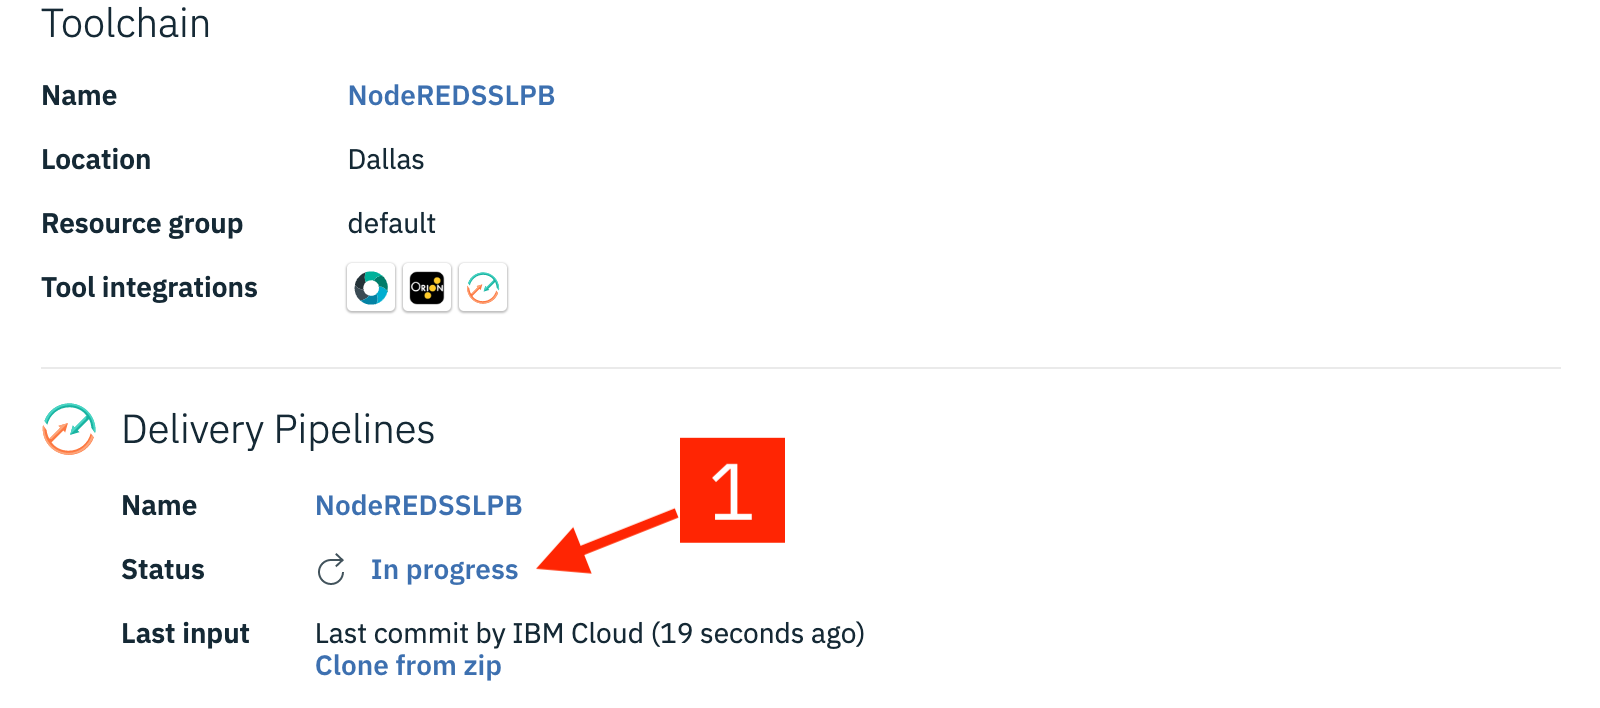 Toolchain
Name NodeREDSSLPB
Location Dallas
Resource group default
Tool integrations ORION
Delivery Pipelines
1
Name NodeREDSSLPB
Status In progress
Last input Last commit by IBM Cloud (19 seconds ago)
Clone from zip